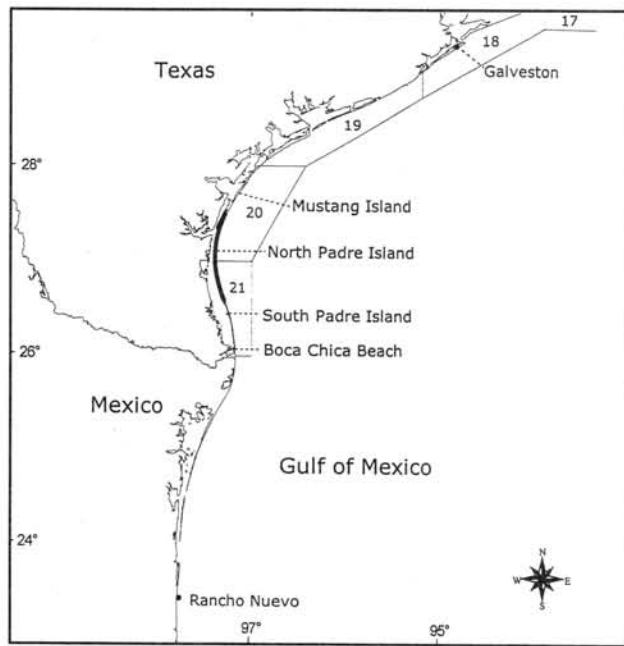 17
18
Texas
Galveston
19
28°
20
Mustang Island
North Padre Island
21
South Padre Island
26°
Boca Chica Beach
Mexico
Gulf of Mexico
24°
N
W E
S
Rancho Nuevo
97° 95°